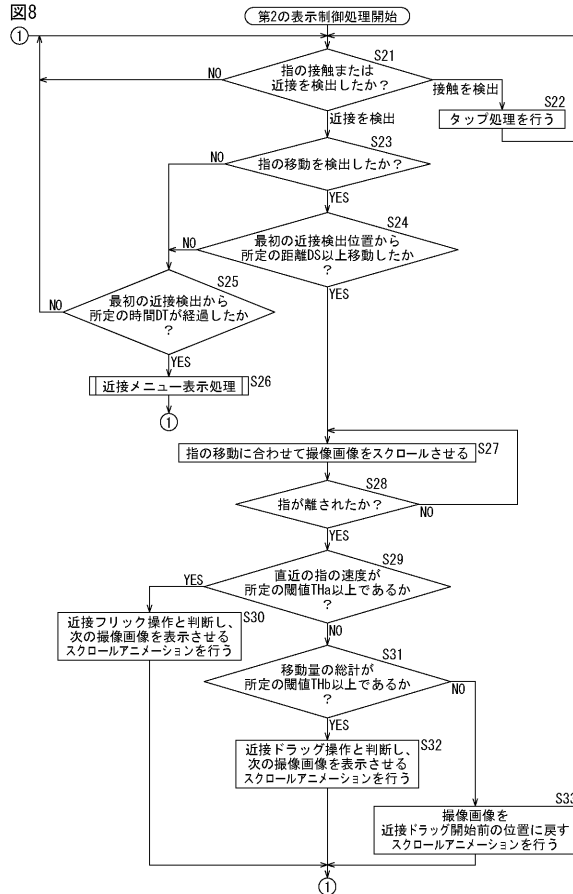 図8
第2の表示制御処理開始
①
S21
指の接触または
近接を検出したか？
NO
接触を検出
S22
タップ処理を行う
近接を検出
S23
指の移動を検出したか？
NO
YES
S24
最初の近接検出位置から
所定の距離DS以上移動したか
？
NO
YES
S25
最初の近接検出から
所定の時間DTが経過したか
？
NO
YES
近接メニュー表示処理
S26
①
指の移動に合わせて撮像画像をスクロールさせる
S27
S28
指が離されたか？
NO
YES
S29
直近の指の速度が
所定の閾値THa以上であるか
？
YES
NO
近接フリック操作と判断し、
次の撮像画像を表示させる
スクロールアニメーションを行う
S30
S31
移動量の総計が
所定の閾値THb以上であるか
？
NO
YES
近接ドラッグ操作と判断し、
次の撮像画像を表示させる
スクロールアニメーションを行う
S32
S33
撮像画像を
近接ドラッグ開始前の位置に戻す
スクロールアニメーションを行う
①